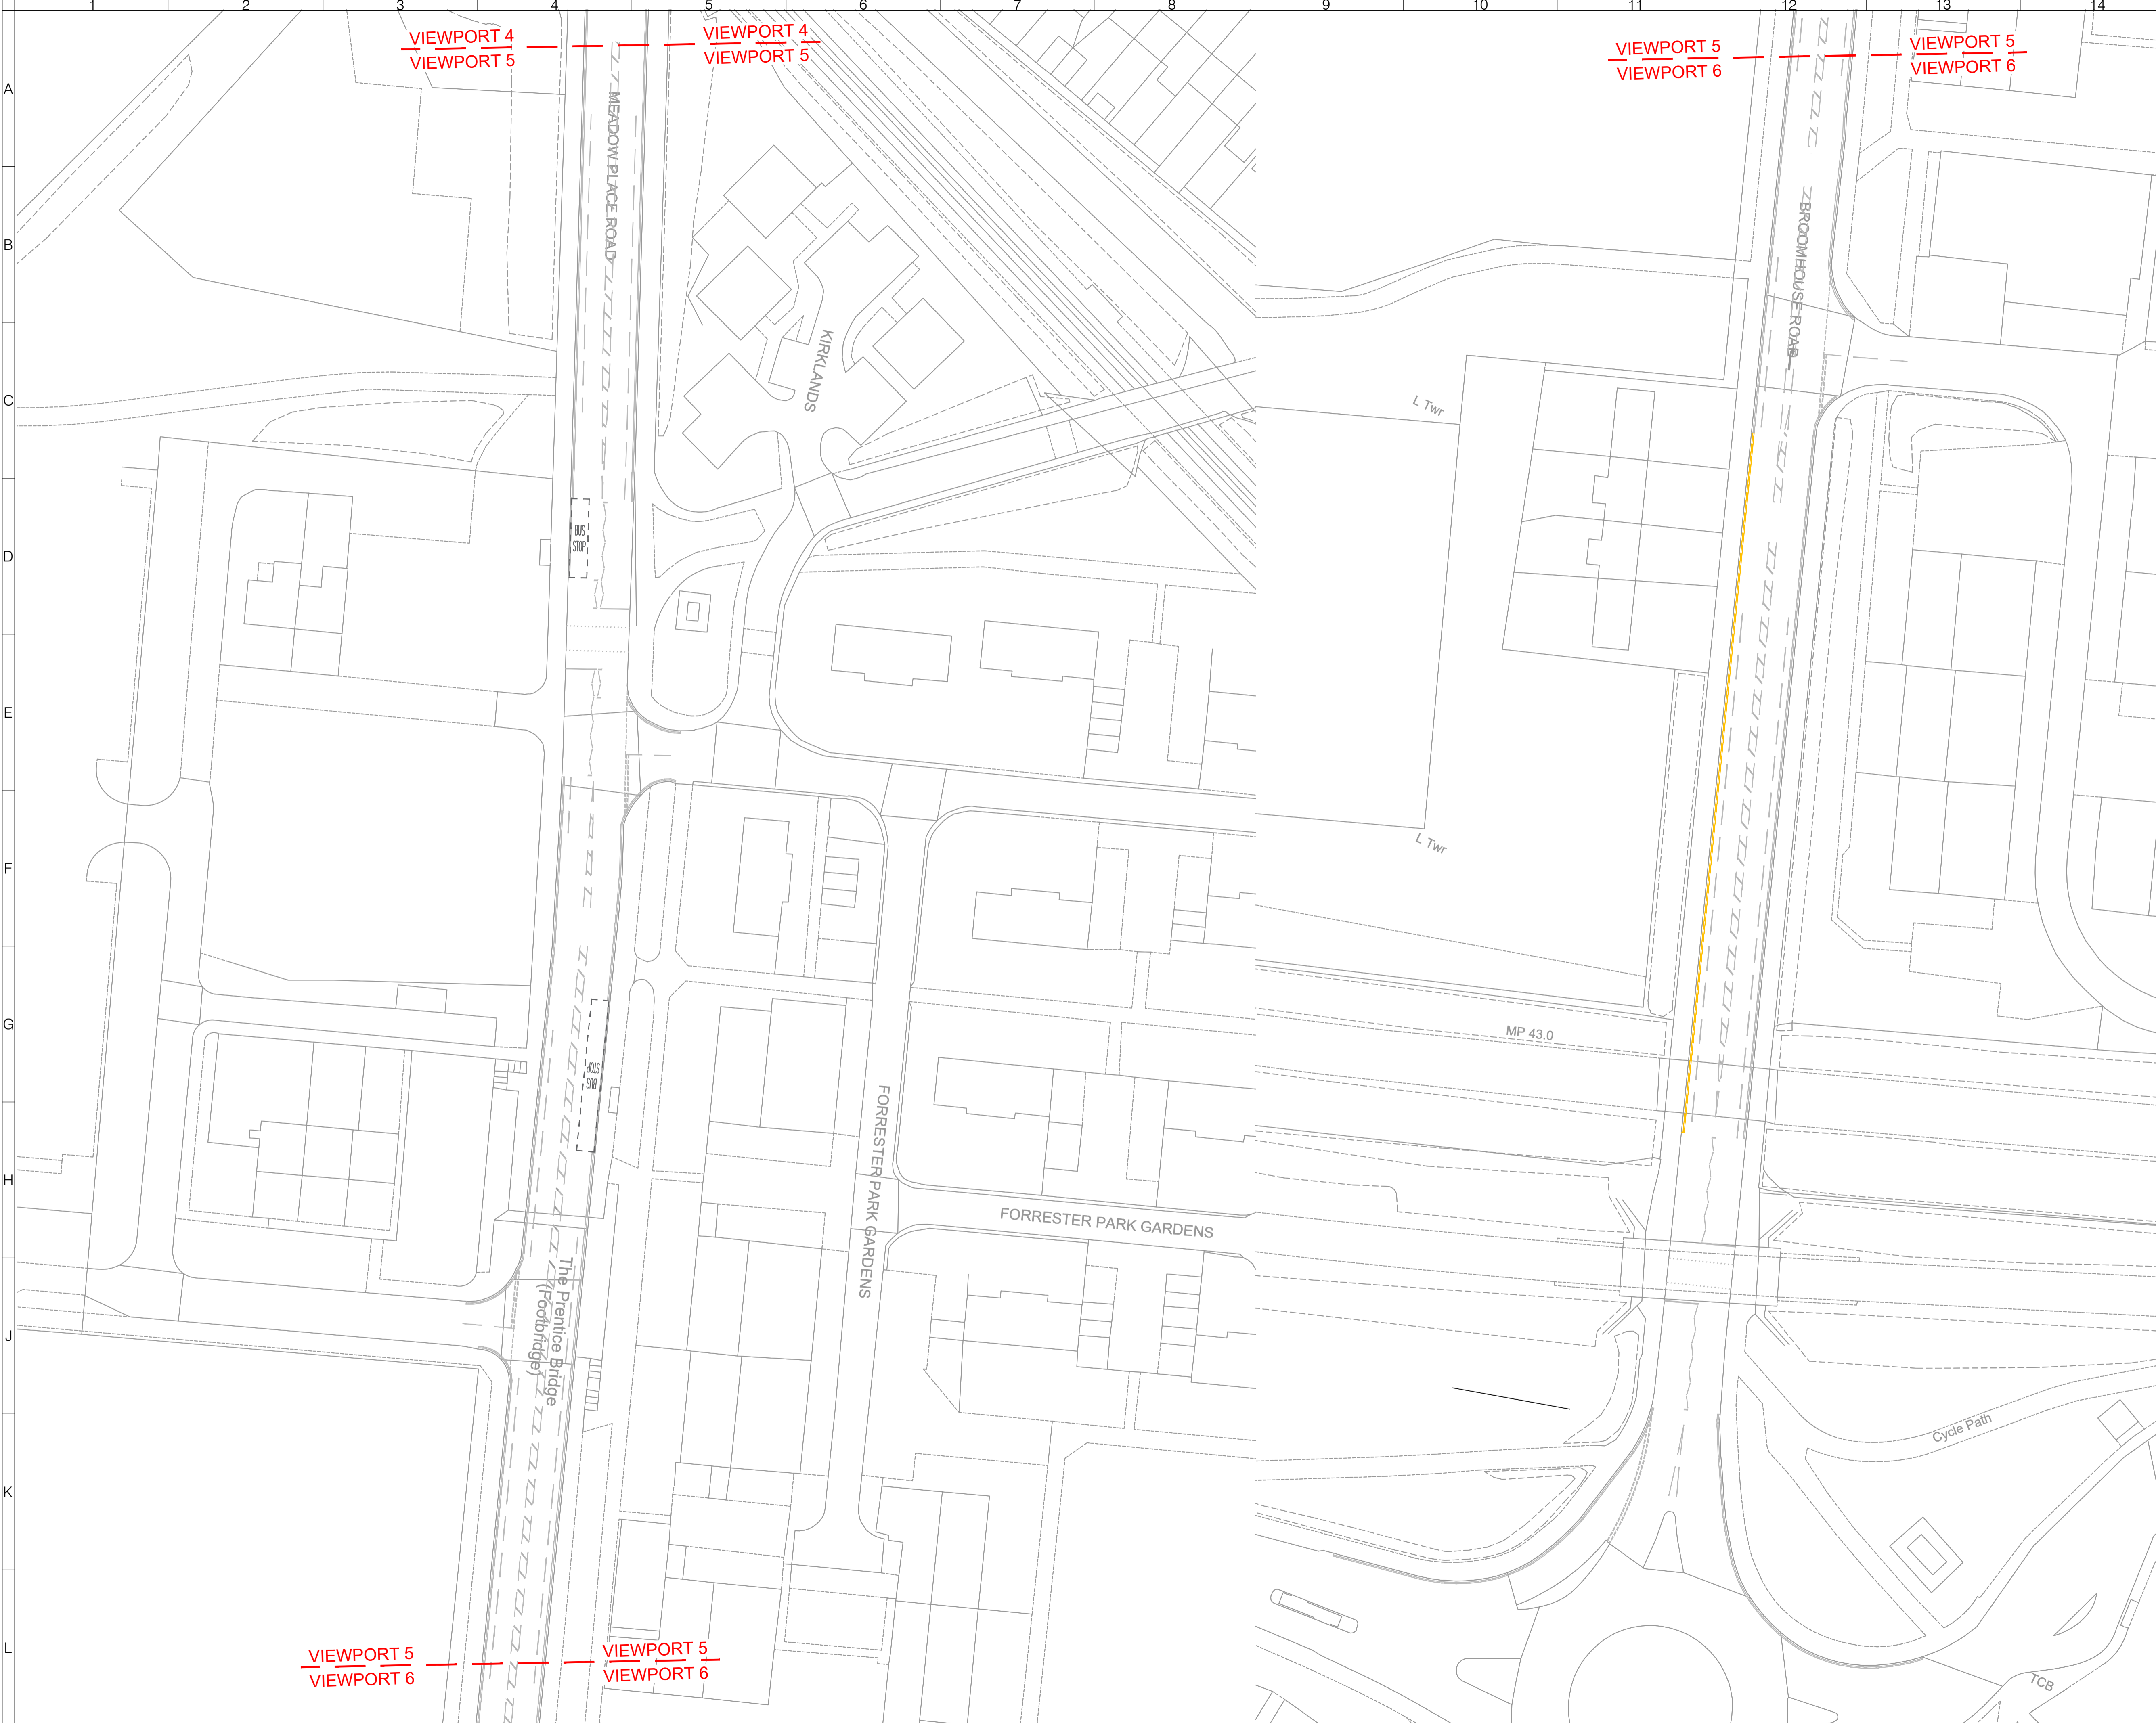 1 2 3 4 5 6 7 8 9 10 11 12 13 14
A
B
C
D
E
F
G
H
J
K
L
VIEWPORT 4
VIEWPORT 5
VIEWPORT 4
VIEWPORT 5
MEADOW PLACE ROAD
KIRKLANDS
BUS
STOP
BUS
STOP
FORRESTER PARK GARDENS
FORRESTER PARK GARDENS
The Prentice Bridge
(Footbridge)
VIEWPORT 5
VIEWPORT 6
VIEWPORT 5
VIEWPORT 6
VIEWPORT 5
VIEWPORT 6
VIEWPORT 5
VIEWPORT 6
BROOMHOUSE ROAD
L Twr
L Twr
MP 43.0
Cycle Path
TCB